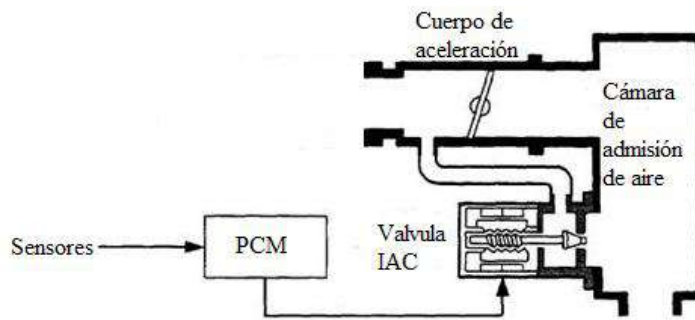 Cuerpo de
aceleración
Cámara
de
admisión
de aire
Sensores
PCM
Valvula
IAC